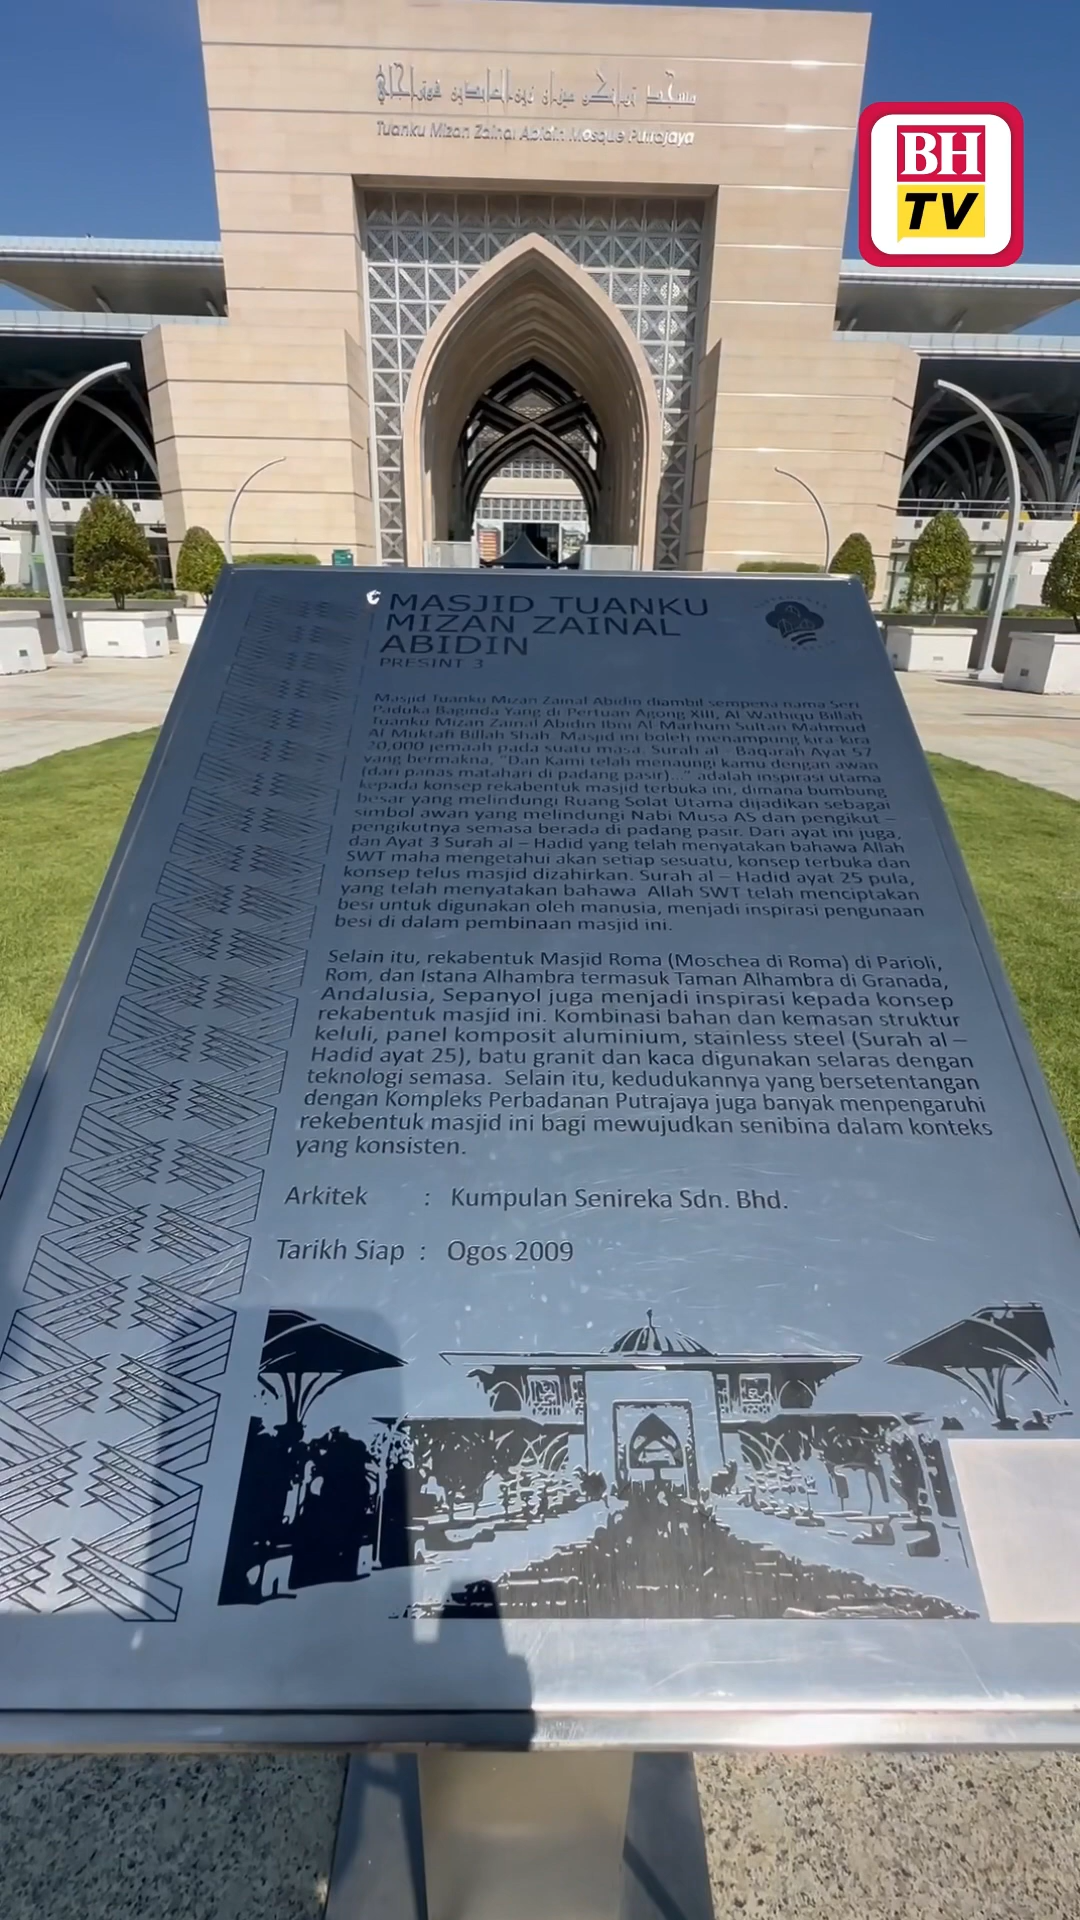 مسجد توانكو ميزان زين العابدين ڤوتراجاي
Tuanku Mizan Zainal Abidin Mosque Putrajaya
BH
TV
MASJID TUANKU
MIZAN ZAINAL
ABIDIN
PRESINT 3
Masjid Tuanku Mizan Zainal Abidin diambil sempena nama Seri
Paduka Baginda Yang di Pertuan Agong XIII, Al Wathiqu Billah
Tuanku Mizan Zainal Abidin Ibni Al Marhum Sultan Mahmud
Al Muktafi Billah Shah. Masjid ini boleh menampung kira kira
20,000 jemaah pada suatu masa. Surah al - Baqarah Ayat 57
yang bermakna, "Dan Kami telah menaungi kamu dengan awan
(dari panas matahari di padang pasir)..." adalah inspirasi utama
kepada konsep rekabentuk masjid terbuka ini, dimana bumbung
besar yang melindungi Ruang Solat Utama dijadikan sebagai
simbol awan yang melindungi Nabi Musa AS dan pengikut –
pengikutnya semasa berada di padang pasir. Dari ayat ini juga,
dan Ayat 3 Surah al – Hadid yang telah menyatakan bahawa Allah
SWT maha mengetahui akan setiap sesuatu, konsep terbuka dan
konsep telus masjid dizahirkan. Surah al – Hadid ayat 25 pula,
yang telah menyatakan bahawa Allah SWT telah menciptakan
besi untuk digunakan oleh manusia, menjadi inspirasi pengunaan
besi di dalam pembinaan masjid ini.
Selain itu, rekabentuk Masjid Roma (Moschea di Roma) di Parioli,
Rom, dan Istana Alhambra termasuk Taman Alhambra di Granada,
Andalusia, Sepanyol juga menjadi inspirasi kepada konsep
rekabentuk masjid ini. Kombinasi bahan dan kemasan struktur
keluli, panel komposit aluminium, stainless steel (Surah al –
Hadid ayat 25), batu granit dan kaca digunakan selaras dengan
teknologi semasa. Selain itu, kedudukannya yang bersetentangan
dengan Kompleks Perbadanan Putrajaya juga banyak menpengaruhi
rekebentuk masjid ini bagi mewujudkan senibina dalam konteks
yang konsisten.
Arkitek : Kumpulan Senireka Sdn. Bhd.
Tarikh Siap : Ogos 2009